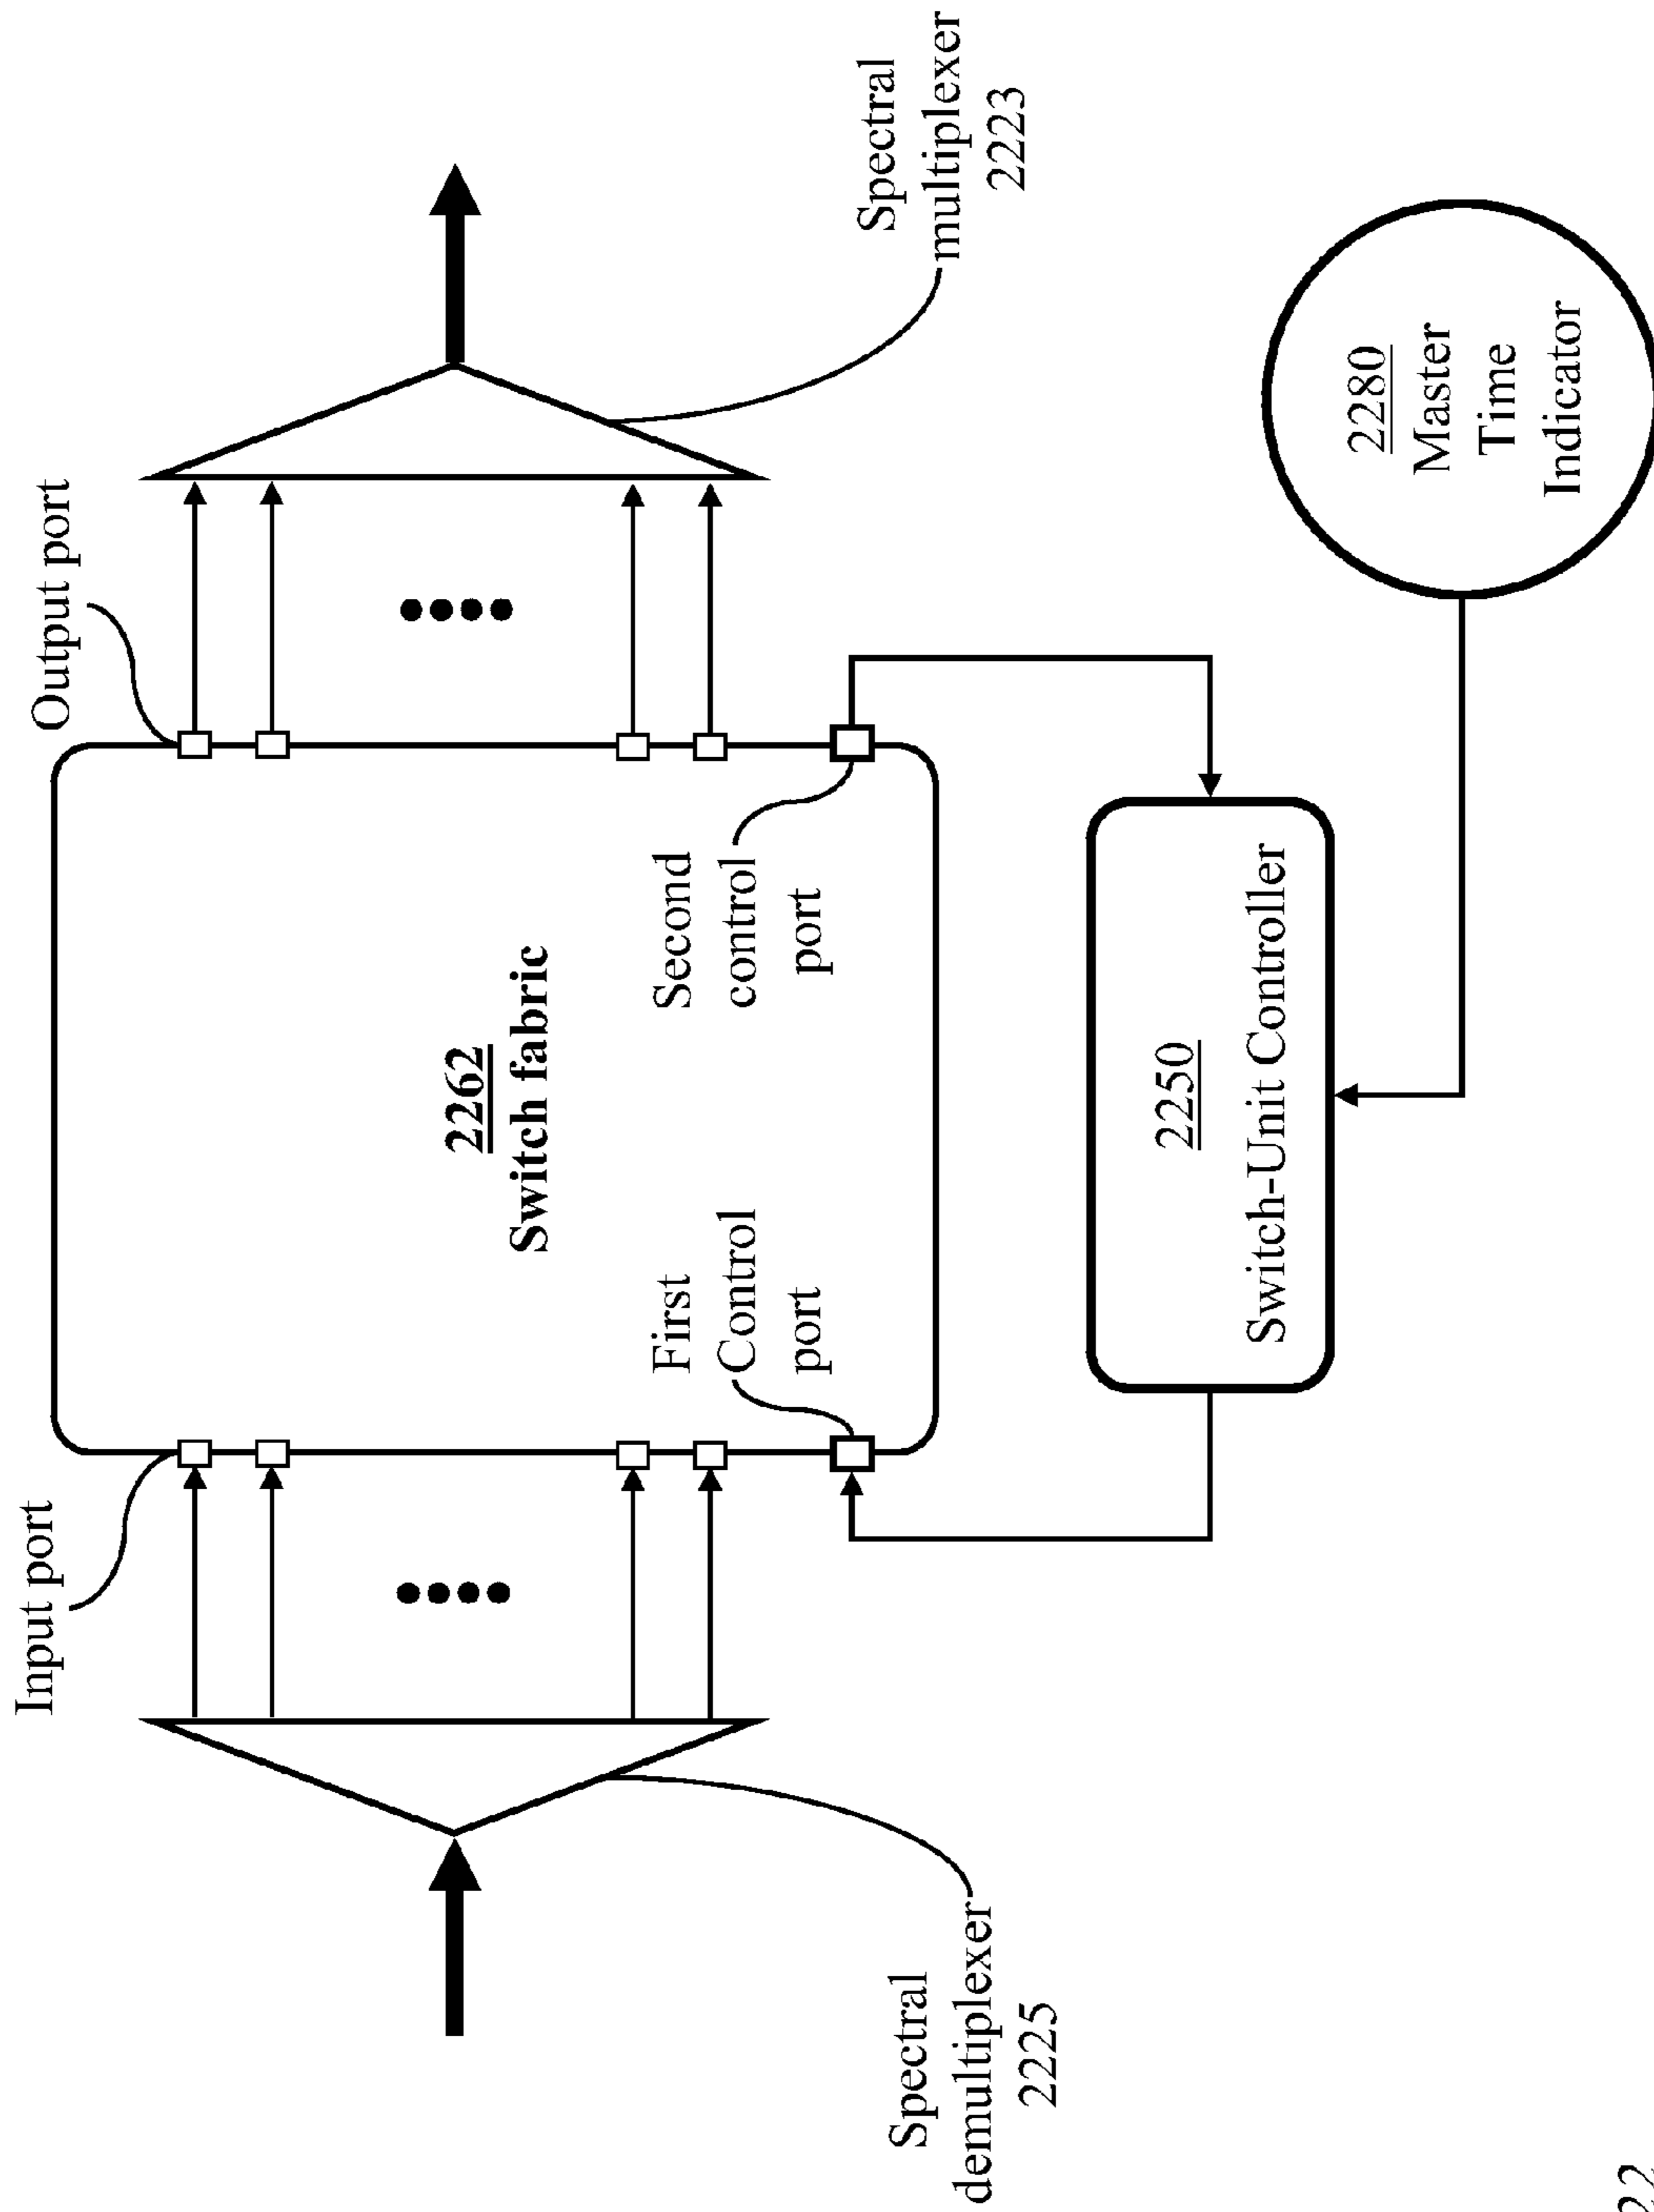 Input port
Output port
2262
Switch fabric
First
Control
port
Second
control
port
Spectral
demultiplexer
2225
Spectral
multiplexer
2223
2250
Switch-Unit Controller
2280
Master
Time
Indicator
22